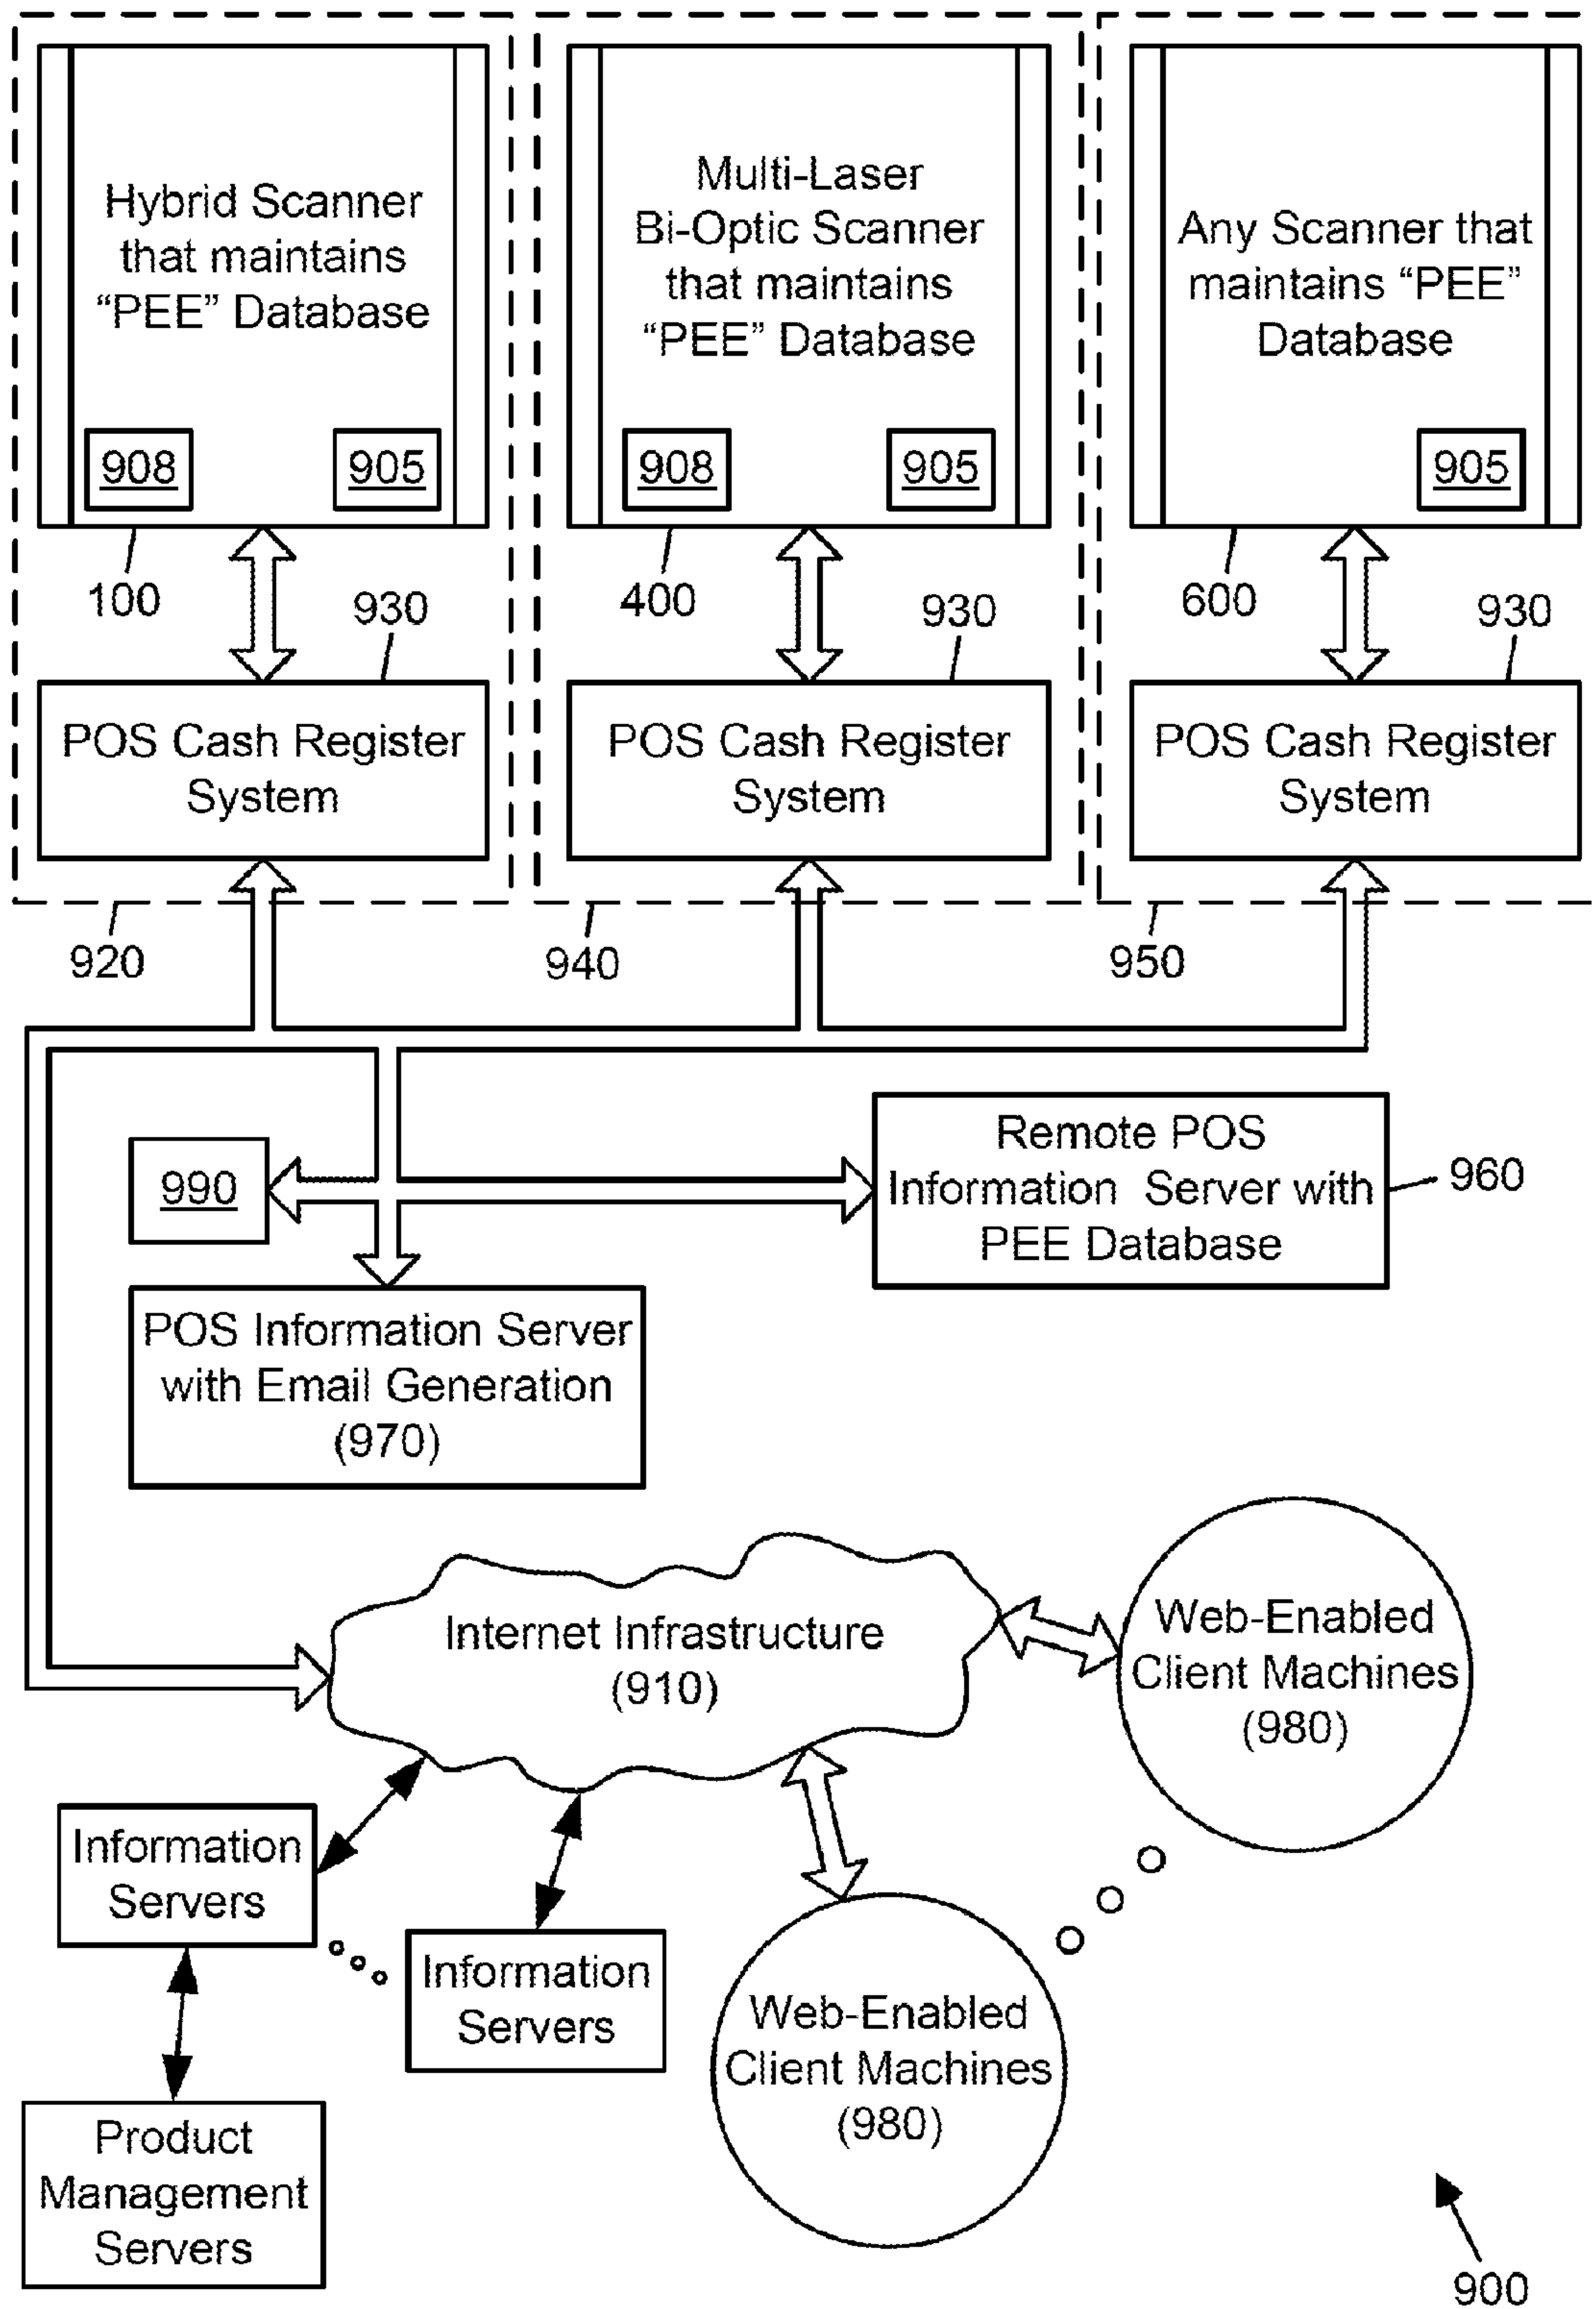 Hybrid Scanner
that maintains
“PEE” Database
908
905
100
930
POS Cash Register
System
920
Multi-Laser
Bi-Optic Scanner
that maintains
“PEE” Database
908
905
400
930
POS Cash Register
System
940
Any Scanner that
maintains “PEE”
Database
905
600
930
POS Cash Register
System
950
990
Remote POS
Information Server with
PEE Database
960
POS Information Server
with Email Generation
(970)
Internet Infrastructure
(910)
Web-Enabled
Client Machines
(980)
Information
Servers
Information
Servers
Web-Enabled
Client Machines
(980)
Product
Management
Servers
900